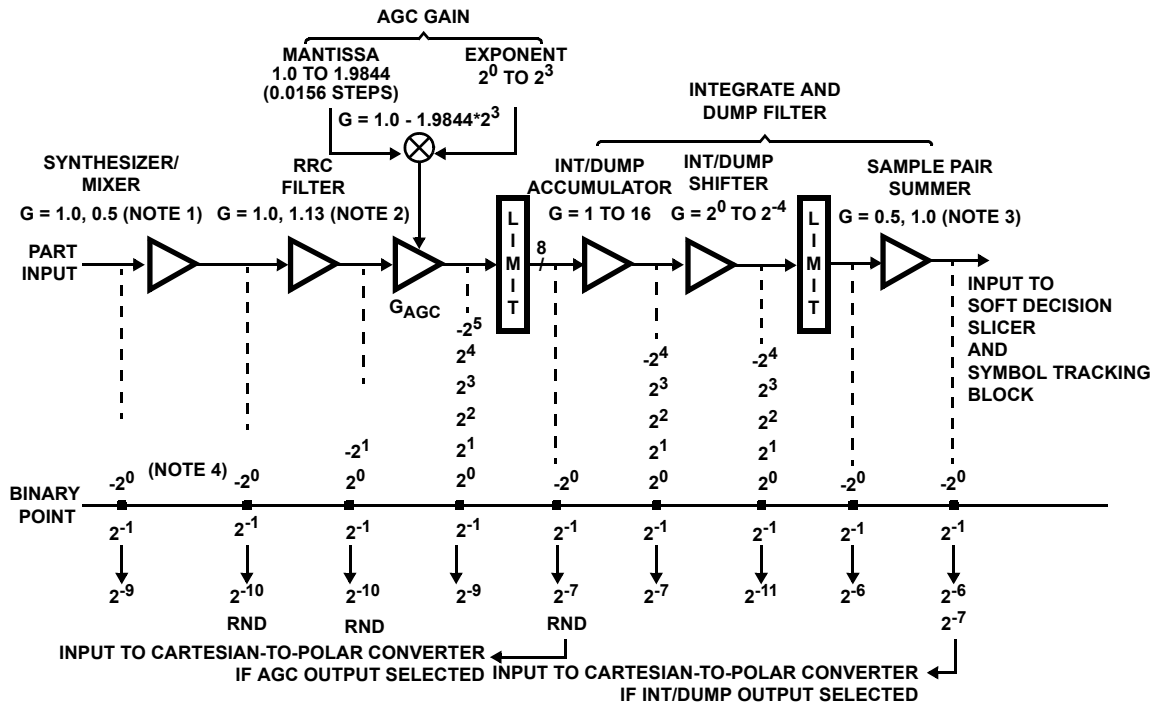 AGC GAIN
MANTISSA
1.0 TO 1.9844
(0.0156 STEPS)
EXPONENT
2^0 TO 2^3
G = 1.0 - 1.9844*2^3
INTEGRATE AND
DUMP FILTER
SYNTHESIZER/
MIXER
G = 1.0, 0.5 (NOTE 1)
RRC
FILTER
G = 1.0, 1.13 (NOTE 2)
INT/DUMP
ACCUMULATOR
G = 1 TO 16
INT/DUMP
SHIFTER
G = 2^0 TO 2^-4
SAMPLE PAIR
SUMMER
G = 0.5, 1.0 (NOTE 3)
PART
INPUT
G_AGC
LIMIT
8
/
LIMIT
INPUT TO
SOFT DECISION
SLICER
AND
SYMBOL TRACKING
BLOCK
-2^5
2^4 -2^4 -2^4
2^3 2^3 2^3
2^2 2^2 2^2
-2^1 2^1 2^1 2^1
-2^0 (NOTE 4) -2^0 2^0 2^0 -2^0 2^0 2^0 -2^0 -2^0
BINARY
POINT
2^-1 2^-1 2^-1 2^-1 2^-1 2^-1 2^-1 2^-1 2^-1
2^-9 2^-10 2^-10 2^-9 2^-7 2^-7 2^-11 2^-6 2^-6
RND RND RND 2^-7
INPUT TO CARTESIAN-TO-POLAR CONVERTER
IF AGC OUTPUT SELECTED
INPUT TO CARTESIAN-TO-POLAR CONVERTER
IF INT/DUMP OUTPUT SELECTED